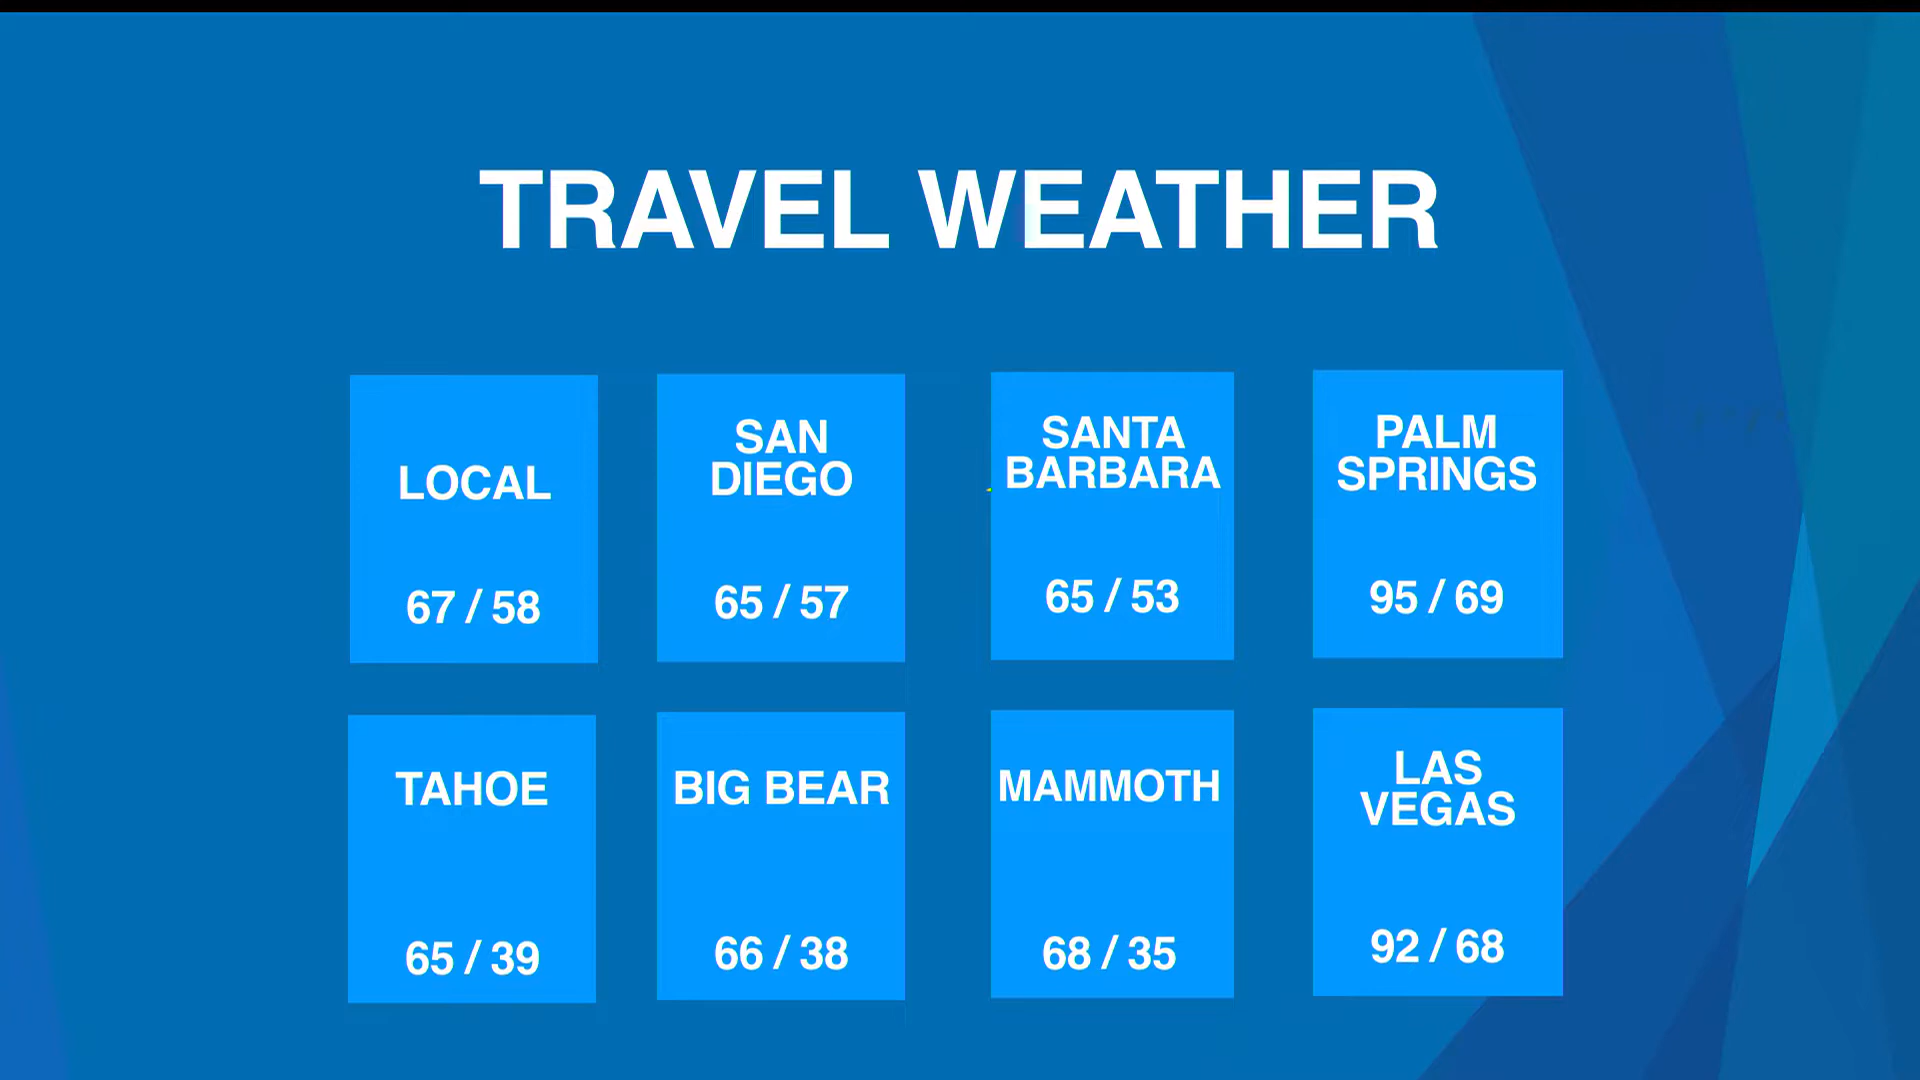 TRAVEL WEATHER
LOCAL
67 / 58
SAN
DIEGO
65 / 57
SANTA
BARBARA
65 / 53
PALM
SPRINGS
95 / 69
TAHOE
65 / 39
BIG BEAR
66 / 38
MAMMOTH
68 / 35
LAS
VEGAS
92 / 68